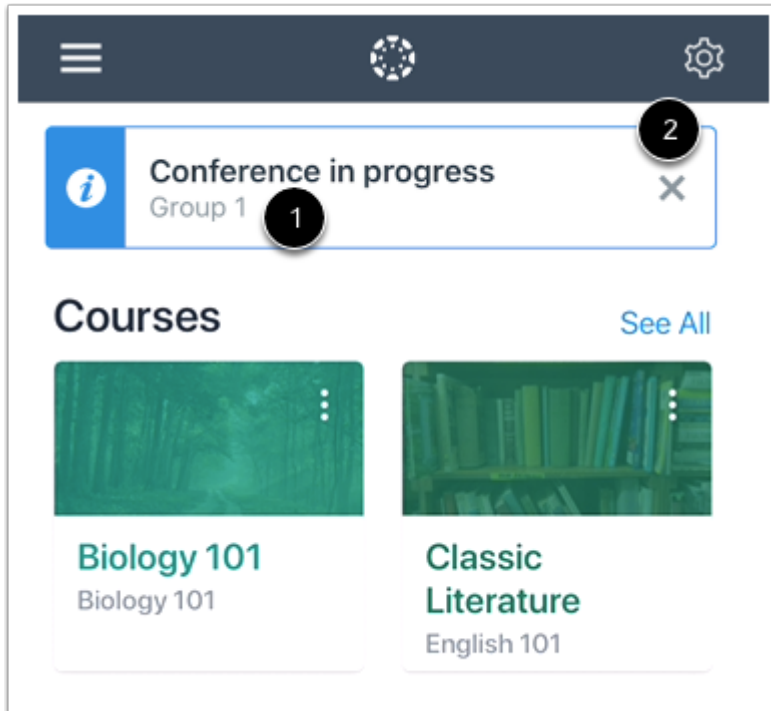 2
Conference in progress
Group 1
1
Courses
See All
Biology 101
Biology 101
Classic
Literature
English 101